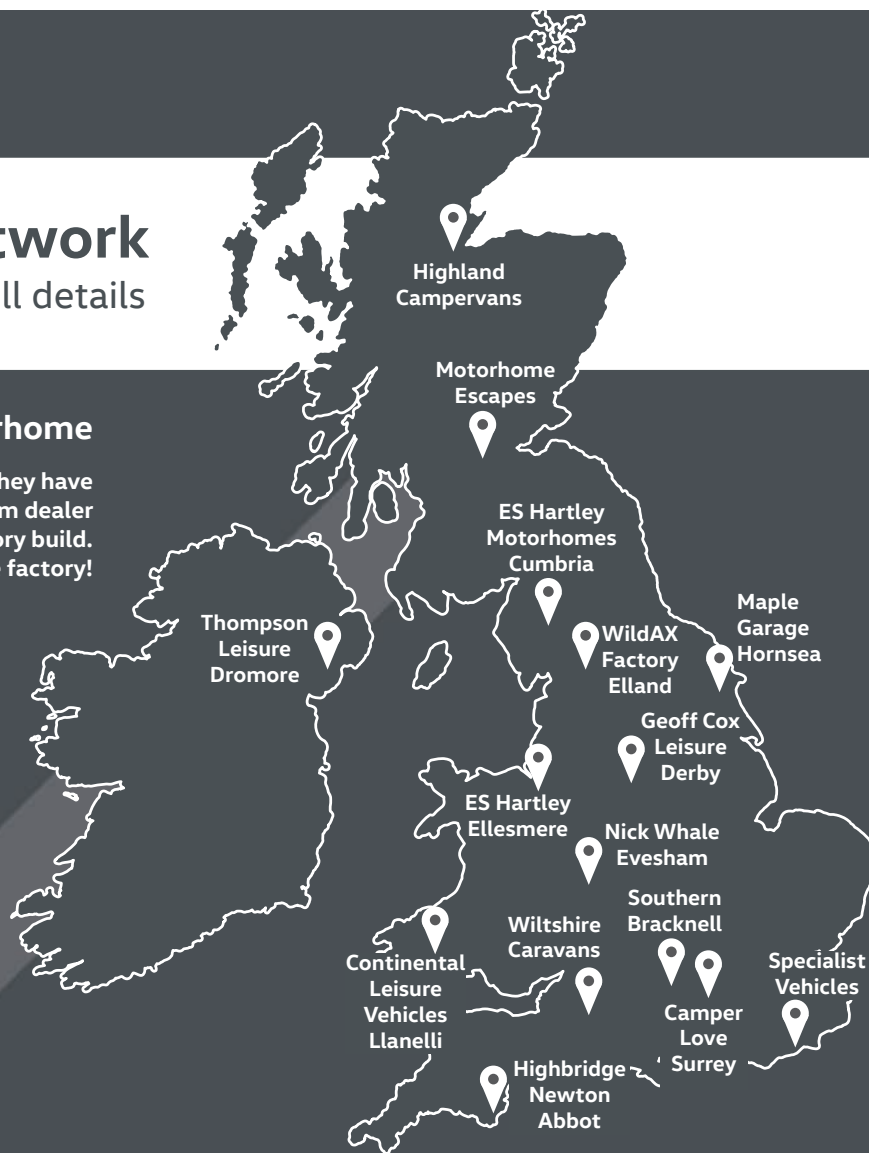 twork
ll details
rhome
hey have
m dealer
ory build.
factory!
Highland
Campervans
Motorhome
Escapes
ES Hartley
Motorhomes
Cumbria
Thompson
Leisure
Dromore
WildAX
Factory
Elland
Maple
Garage
Hornsea
Geoff Cox
Leisure
Derby
ES Hartley
Ellesmere
Nick Whale
Evesham
Southern
Bracknell
Wiltshire
Caravans
Continental
Leisure
Vehicles
Llanelli
Specialist
Vehicles
Camper
Love
Surrey
Highbridge
Newton
Abbot